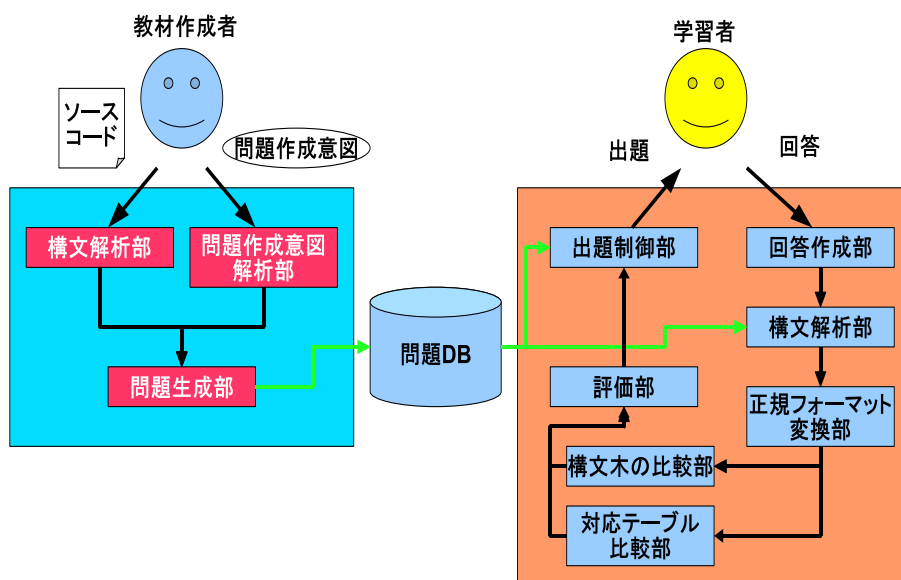 教材作成者
ソース
コード
問題作成意図
構文解析部
問題作成意図
解析部
問題生成部
問題DB
学習者
出題
回答
出題制御部
回答作成部
構文解析部
評価部
正規フォーマット
変換部
構文木の比較部
対応テーブル
比較部